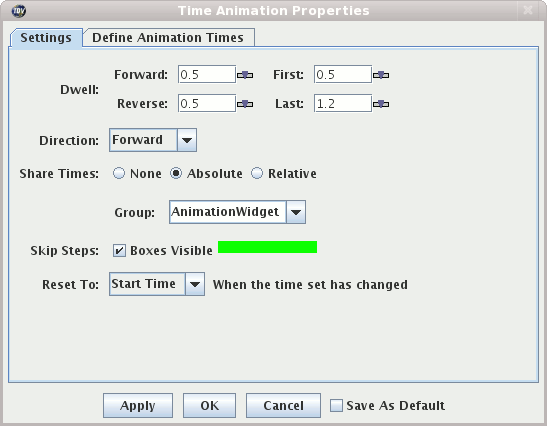 IDV
Time Animation Properties
Settings Define Animation Times
Dwell: Forward: 0.5 First: 0.5
Reverse: 0.5 Last: 1.2
Direction: Forward
Share Times: None Absolute Relative
Group: AnimationWidget
Skip Steps: Boxes Visible
Reset To: Start Time When the time set has changed
Apply OK Cancel Save As Default